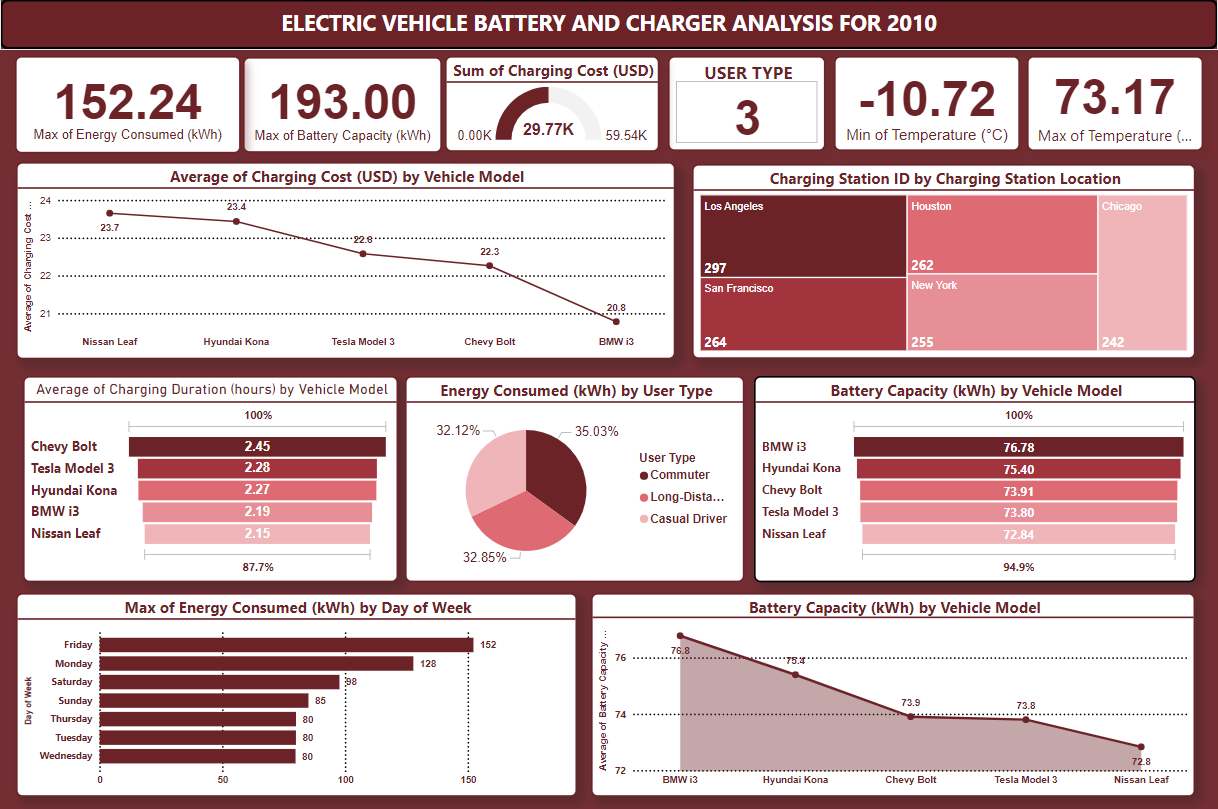 ELECTRIC VEHICLE BATTERY AND CHARGER ANALYSIS FOR 2010
152.24
Max of Energy Consumed (kWh)
193.00
Max of Battery Capacity (kWh)
Sum of Charging Cost (USD)
0.00K
29.77K
59.54K
USER TYPE
3
-10.72
Min of Temperature (°C)
73.17
Max of Temperature (...
Average of Charging Cost (USD) by Vehicle Model
Average of Charging Cost ...
24
23
22
21
23.7
23.4
22.6
22.3
20.8
Nissan Leaf
Hyundai Kona
Tesla Model 3
Chevy Bolt
BMW i3
Charging Station ID by Charging Station Location
Los Angeles
297
San Francisco
264
Houston
262
New York
255
Chicago
242
Average of Charging Duration (hours) by Vehicle Model
100%
Chevy Bolt 2.45
Tesla Model 3 2.28
Hyundai Kona 2.27
BMW i3 2.19
Nissan Leaf 2.15
87.7%
Energy Consumed (kWh) by User Type
32.12%
35.03%
32.85%
User Type
Commuter
Long-Dista...
Casual Driver
Battery Capacity (kWh) by Vehicle Model
100%
BMW i3 76.78
Hyundai Kona 75.40
Chevy Bolt 73.91
Tesla Model 3 73.80
Nissan Leaf 72.84
94.9%
Max of Energy Consumed (kWh) by Day of Week
Day of Week
Friday 152
Monday 128
Saturday 98
Sunday 85
Thursday 80
Tuesday 80
Wednesday 80
0 50 100 150
Battery Capacity (kWh) by Vehicle Model
Average of Battery Capacity ...
76
74
72
76.8
75.4
73.9
73.8
72.8
BMW i3
Hyundai Kona
Chevy Bolt
Tesla Model 3
Nissan Leaf